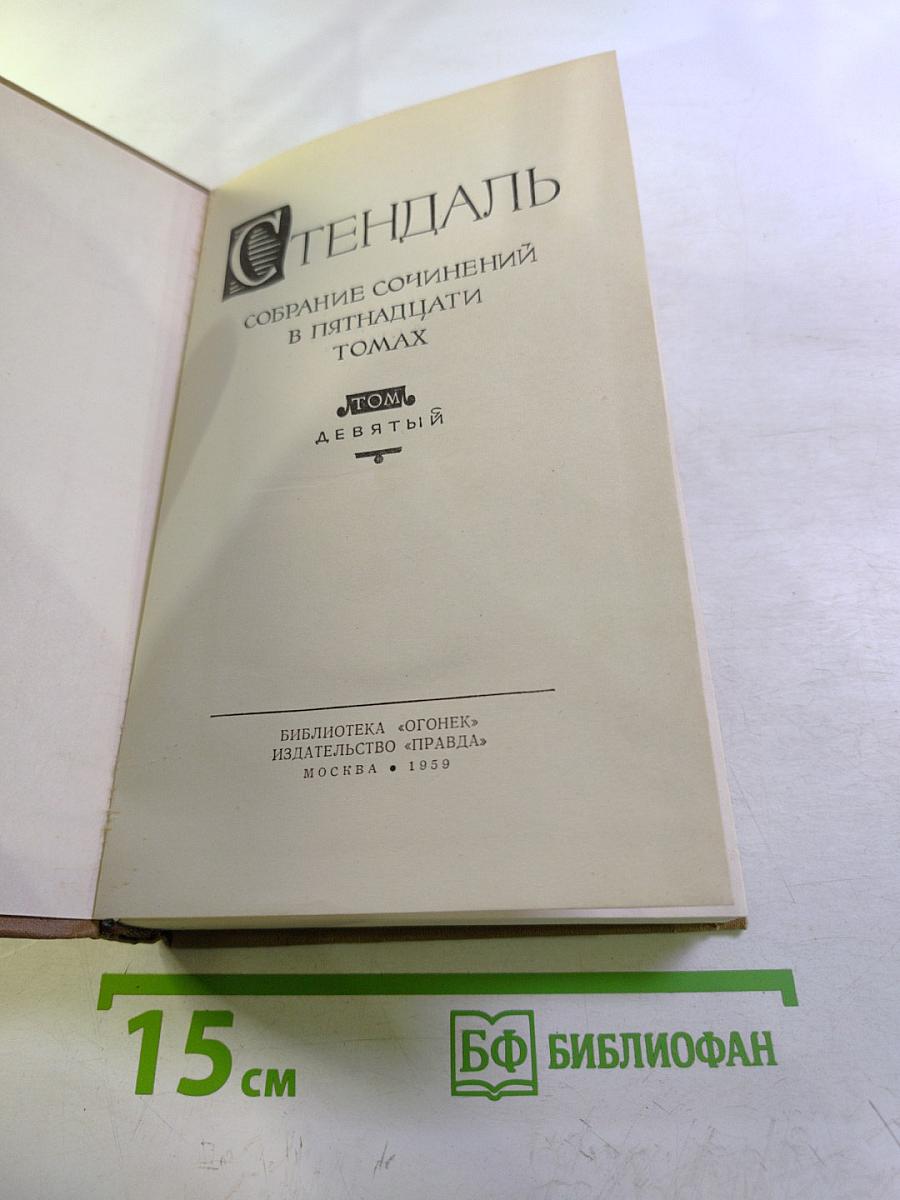 СТЕНДАЛЬ
СОБРАНИЕ СОЧИНЕНИЙ
В ПЯТНАДЦАТИ
ТОМАХ
ТОМ
ДЕВЯТЫЙ
БИБЛИОТЕКА «ОГОНЕК»
ИЗДАТЕЛЬСТВО «ПРАВДА»
МОСКВА • 1959
15 см
БФ БИБЛИОФАН